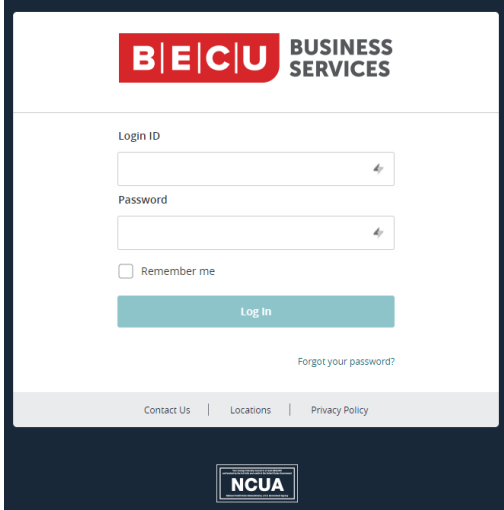 BECU BUSINESS
SERVICES
Login ID
Password
Remember me
Log In
Forgot your password?
Contact Us | Locations | Privacy Policy
NCUA